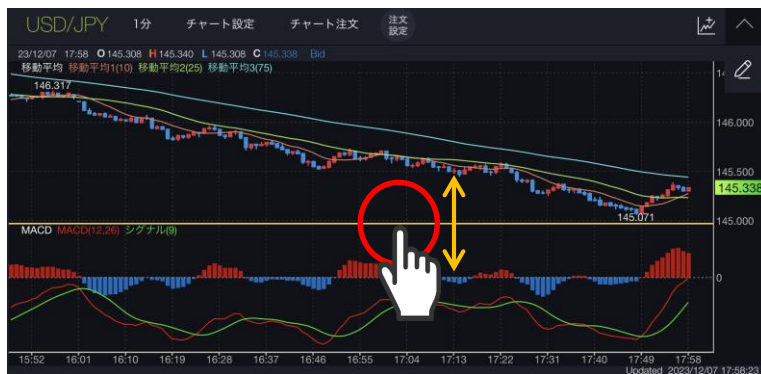 USD/JPY 1分 チャート設定 チャート注文 注文設定
23/12/07 17:58 O 145.308 H 145.340 L 145.308 C 145.338 Bid
移動平均 移動平均1(10) 移動平均2(25) 移動平均3(75)
146.317
146.000
145.500
145.338
145.071
145.000
MACD MACD(12,26) シグナル(9)
0
15:52 16:01 16:10 16:19 16:28 16:37 16:46 16:55 17:04 17:13 17:22 17:31 17:40 17:49 17:58
Updated 2023/12/07 17:58:23